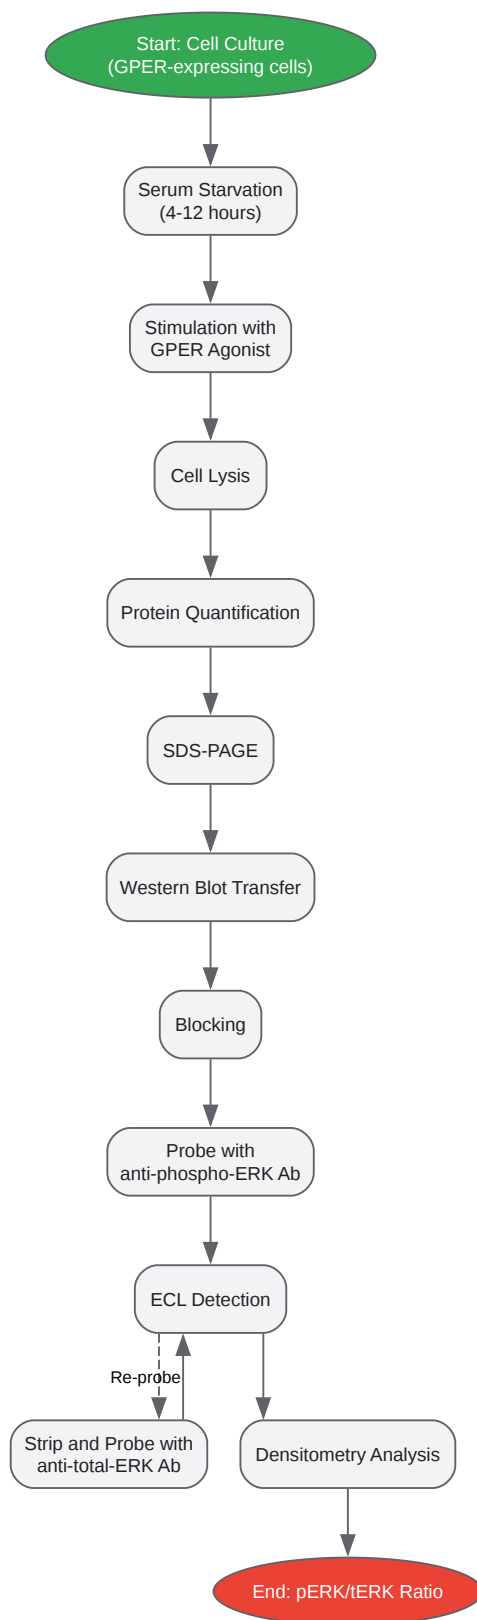 Start: Cell Culture
(GPER-expressing cells)
Serum Starvation
(4-12 hours)
Stimulation with
GPER Agonist
Cell Lysis
Protein Quantification
SDS-PAGE
Western Blot Transfer
Blocking
Probe with
anti-phospho-ERK Ab
ECL Detection
Re-probe
Strip and Probe with
anti-total-ERK Ab
Densitometry Analysis
End: pERK/tERK Ratio